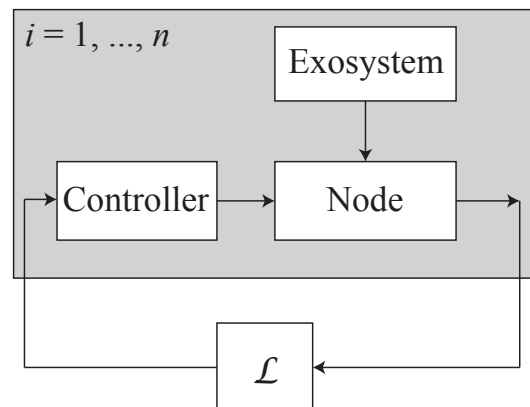 i = 1, ..., n
Exosystem
Controller
Node
ℒ